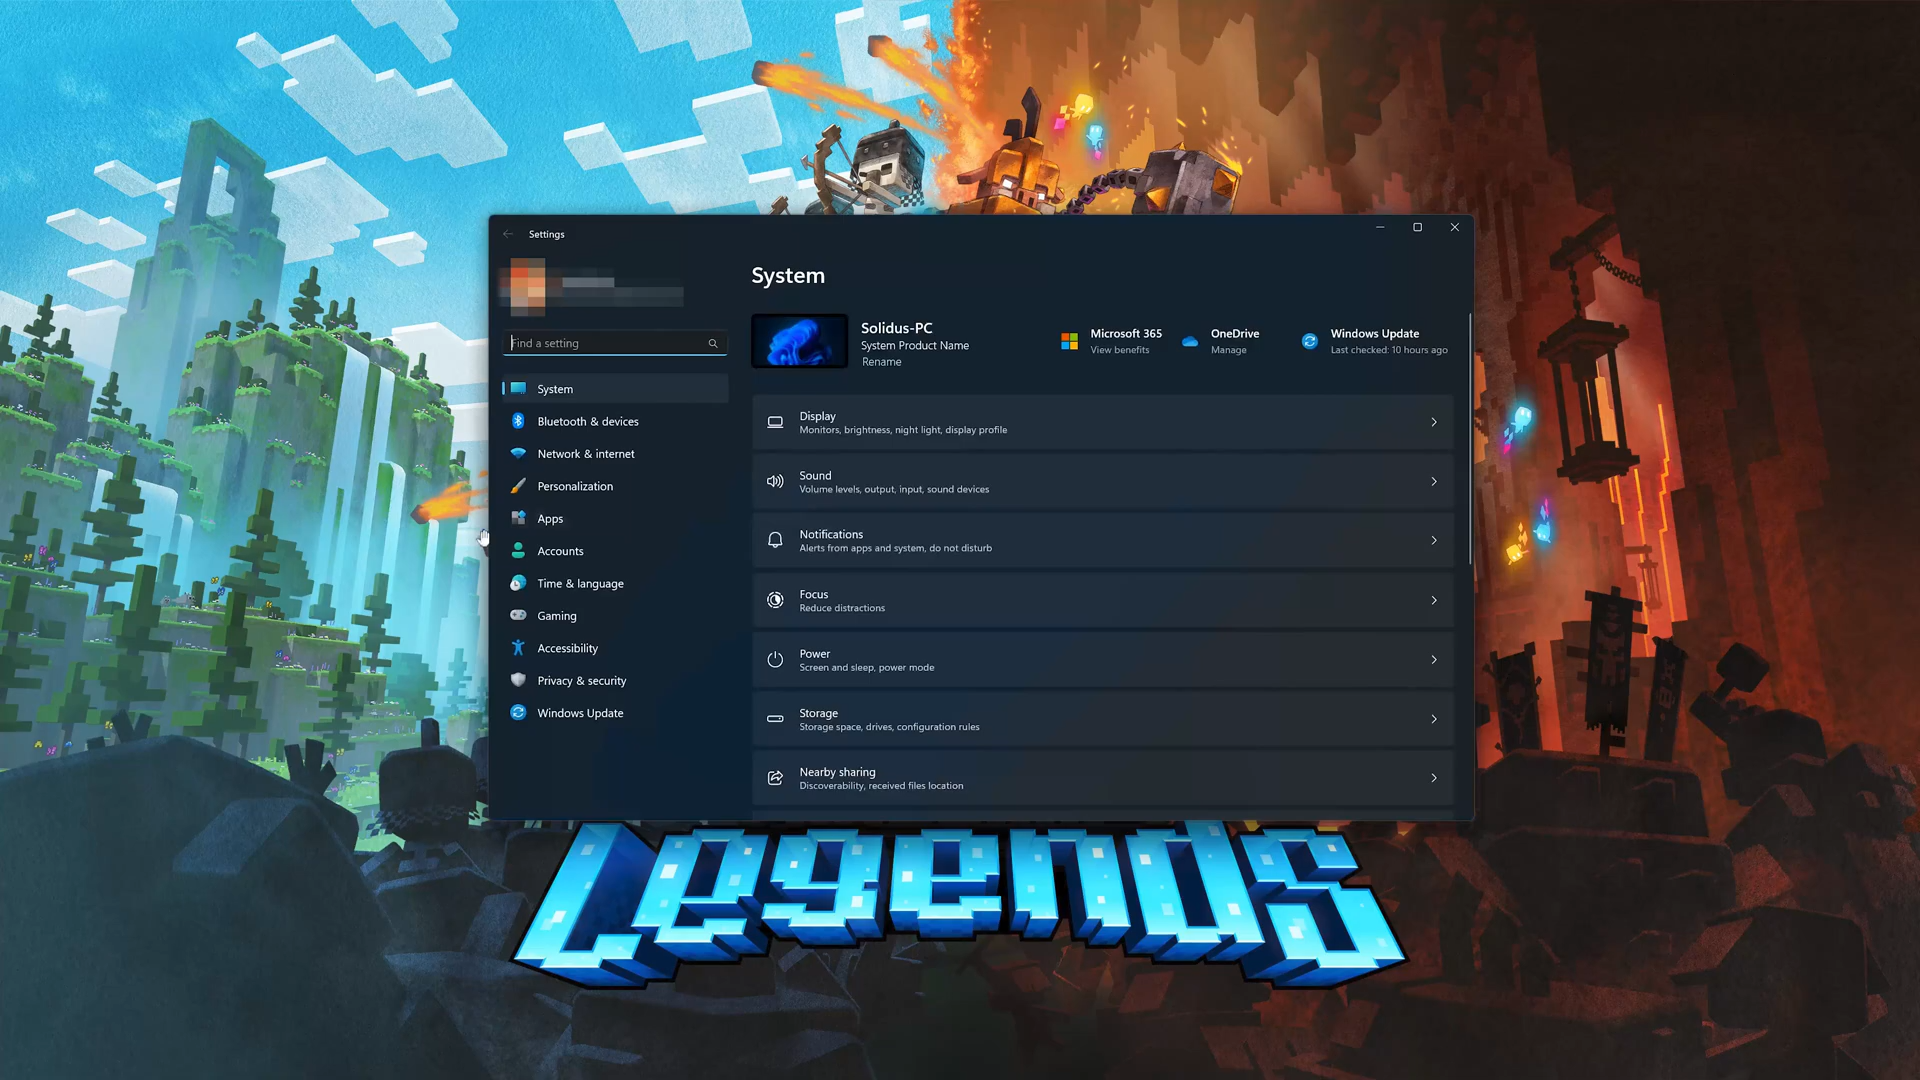 Settings
System
Solidus-PC
System Product Name
Rename
Microsoft 365
View benefits
OneDrive
Manage
Windows Update
Last checked: 10 hours ago
Find a setting
System
Bluetooth & devices
Network & internet
Personalization
Apps
Accounts
Time & language
Gaming
Accessibility
Privacy & security
Windows Update
Display
Monitors, brightness, night light, display profile
Sound
Volume levels, output, input, sound devices
Notifications
Alerts from apps and system, do not disturb
Focus
Reduce distractions
Power
Screen and sleep, power mode
Storage
Storage space, drives, configuration rules
Nearby sharing
Discoverability, received files location
Legends